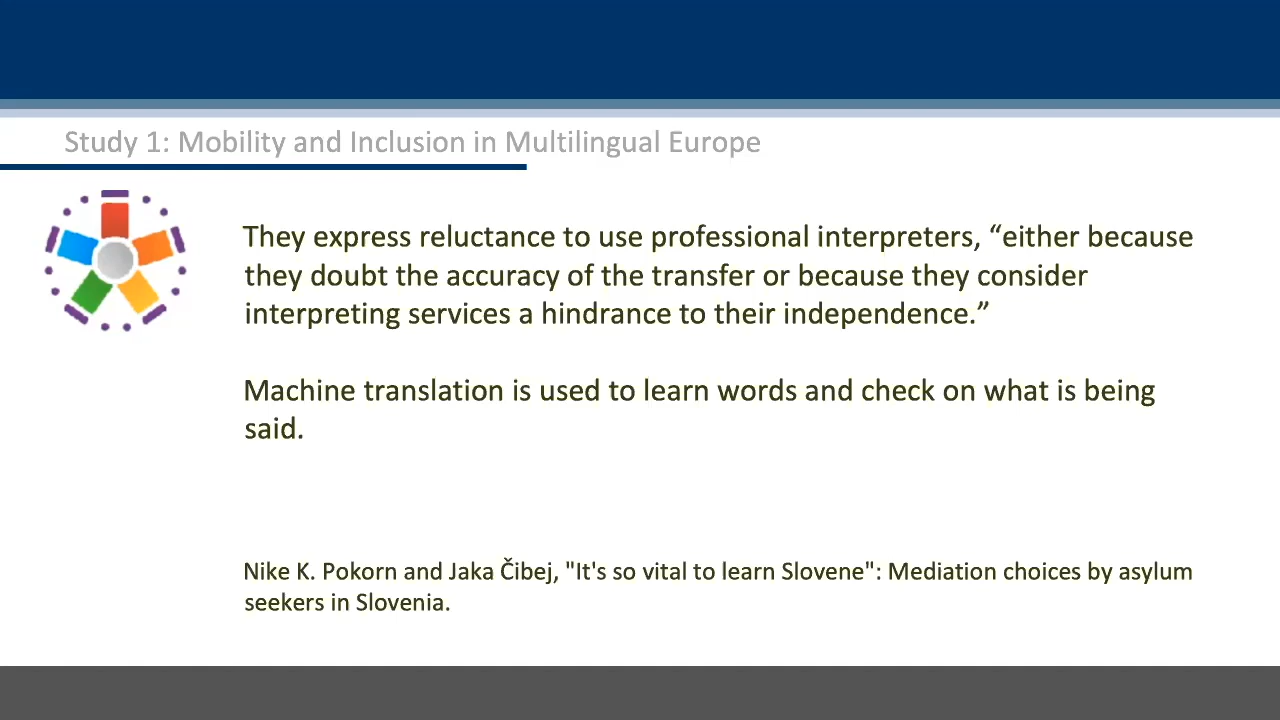 Study 1: Mobility and Inclusion in Multilingual Europe
They express reluctance to use professional interpreters, “either because
they doubt the accuracy of the transfer or because they consider
interpreting services a hindrance to their independence.”
Machine translation is used to learn words and check on what is being
said.
Nike K. Pokorn and Jaka Čibej, "It's so vital to learn Slovene": Mediation choices by asylum
seekers in Slovenia.